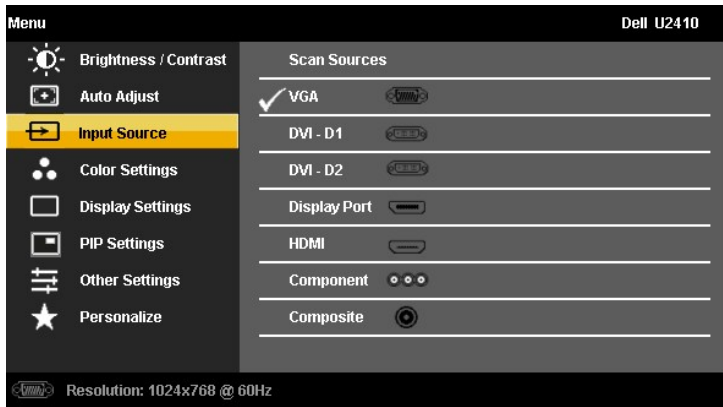 Menu Dell U2410
Brightness / Contrast Scan Sources
Auto Adjust VGA
Input Source DVI - D1
Color Settings DVI - D2
Display Settings Display Port
PIP Settings HDMI
Other Settings Component
Personalize Composite
Resolution: 1024x768 @ 60Hz